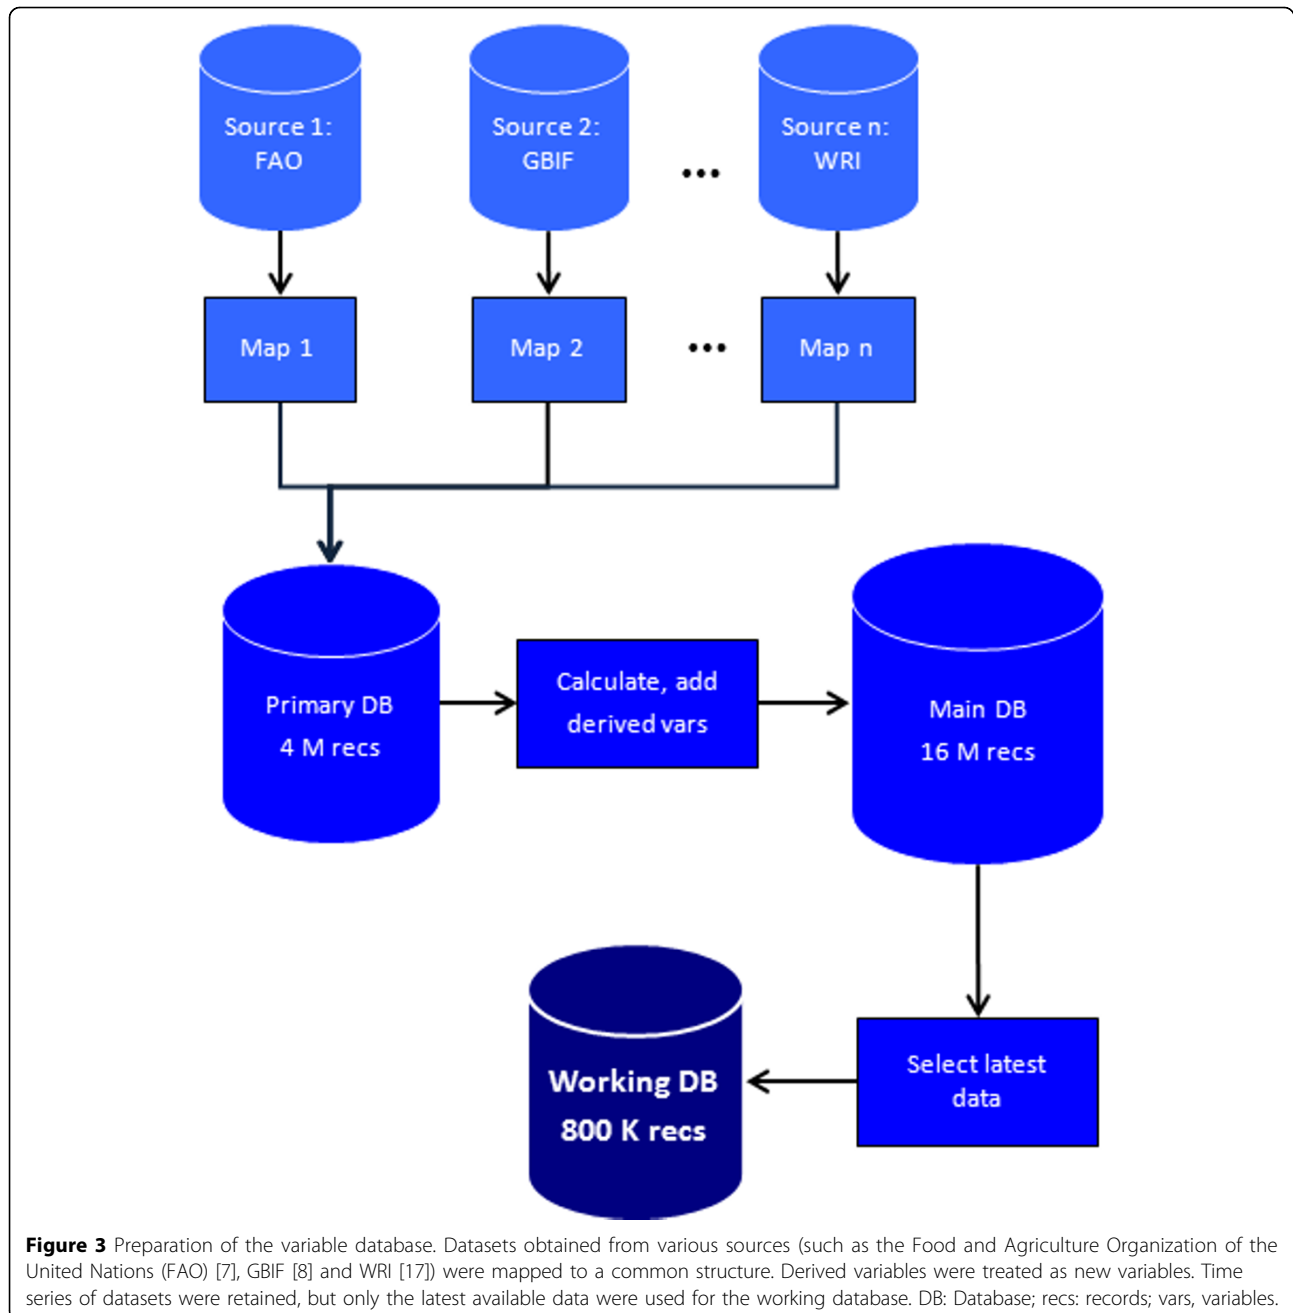 Source 1:
FAO
Source 2:
GBIF
•••
Source n:
WRI
Map 1
Map 2
•••
Map n
Primary DB
4 M recs
Calculate, add
derived vars
Main DB
16 M recs
Select latest
data
Working DB
800 K recs
Figure 3 Preparation of the variable database. Datasets obtained from various sources (such as the Food and Agriculture Organization of the
United Nations (FAO) [7], GBIF [8] and WRI [17]) were mapped to a common structure. Derived variables were treated as new variables. Time
series of datasets were retained, but only the latest available data were used for the working database. DB: Database; recs: records; vars, variables.